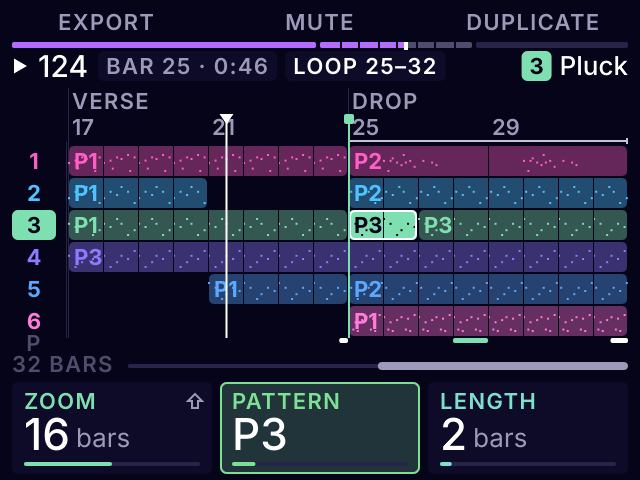 EXPORT MUTE DUPLICATE
124 BAR 25 · 0:46 LOOP 25–32 3 Pluck
VERSE DROP
17 21 25 29
1 P1 P2
2 P1 P2
3 P1 P3 P3
4 P3
5 P1 P2
6 P1
P
32 BARS
ZOOM PATTERN LENGTH
16 bars P3 2 bars